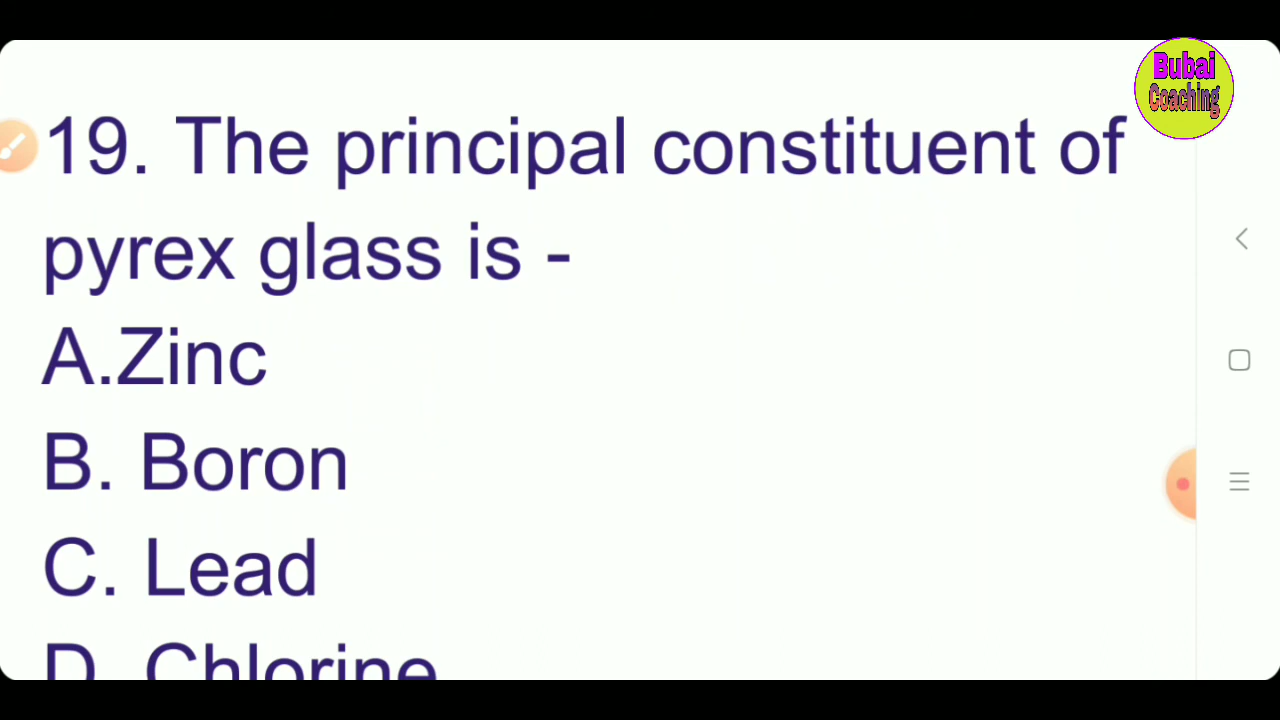 Bubai
Coaching
19. The principal constituent of
pyrex glass is -
A.Zinc
B. Boron
C. Lead
D. Chlorine